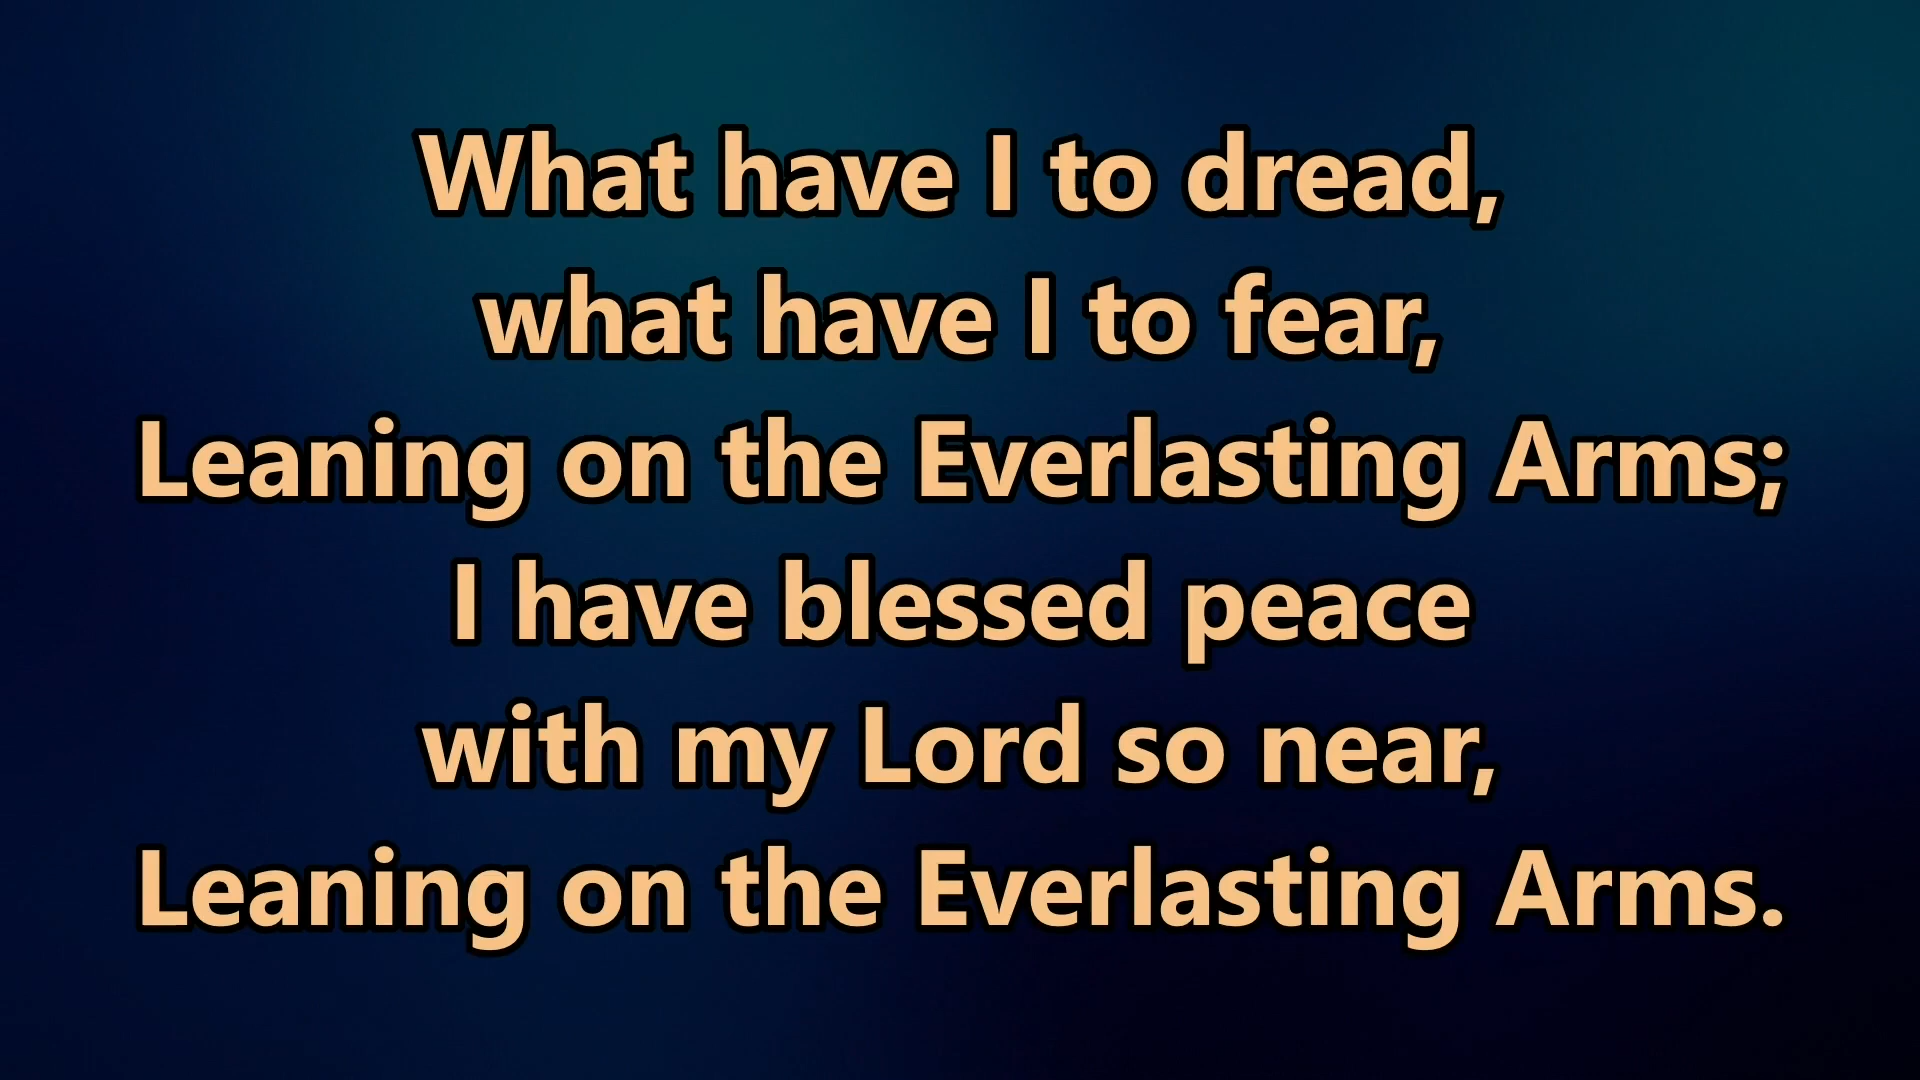 What have I to dread,
what have I to fear,
Leaning on the Everlasting Arms;
I have blessed peace
with my Lord so near,
Leaning on the Everlasting Arms.